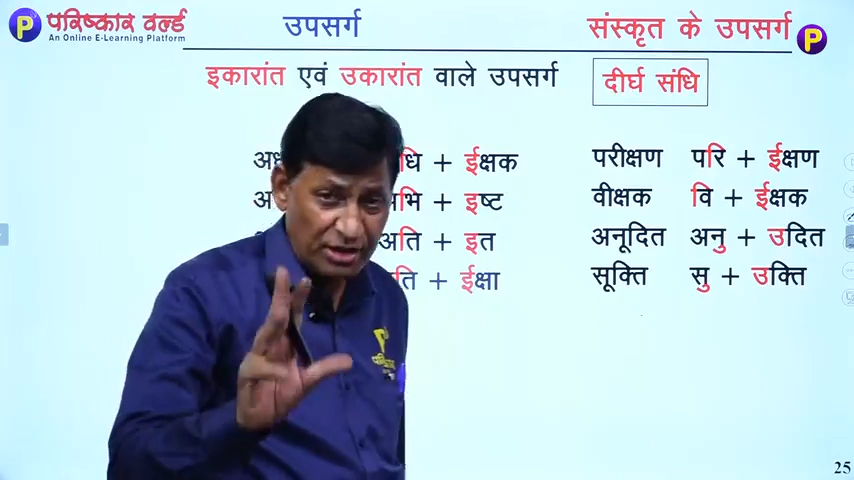 परिष्कार वर्ल्ड
An Online E-Learning Platform
उपसर्ग
संस्कृत के उपसर्ग
इकारांत एवं उकारांत वाले उपसर्ग
दीर्घ संधि
धि + ईक्षक
परीक्षण परि + ईक्षण
भि + इष्ट
वीक्षक वि + ईक्षक
अति + इत
अनूदित अनु + उदित
ति + ईक्षा
सूक्ति सु + उक्ति
25